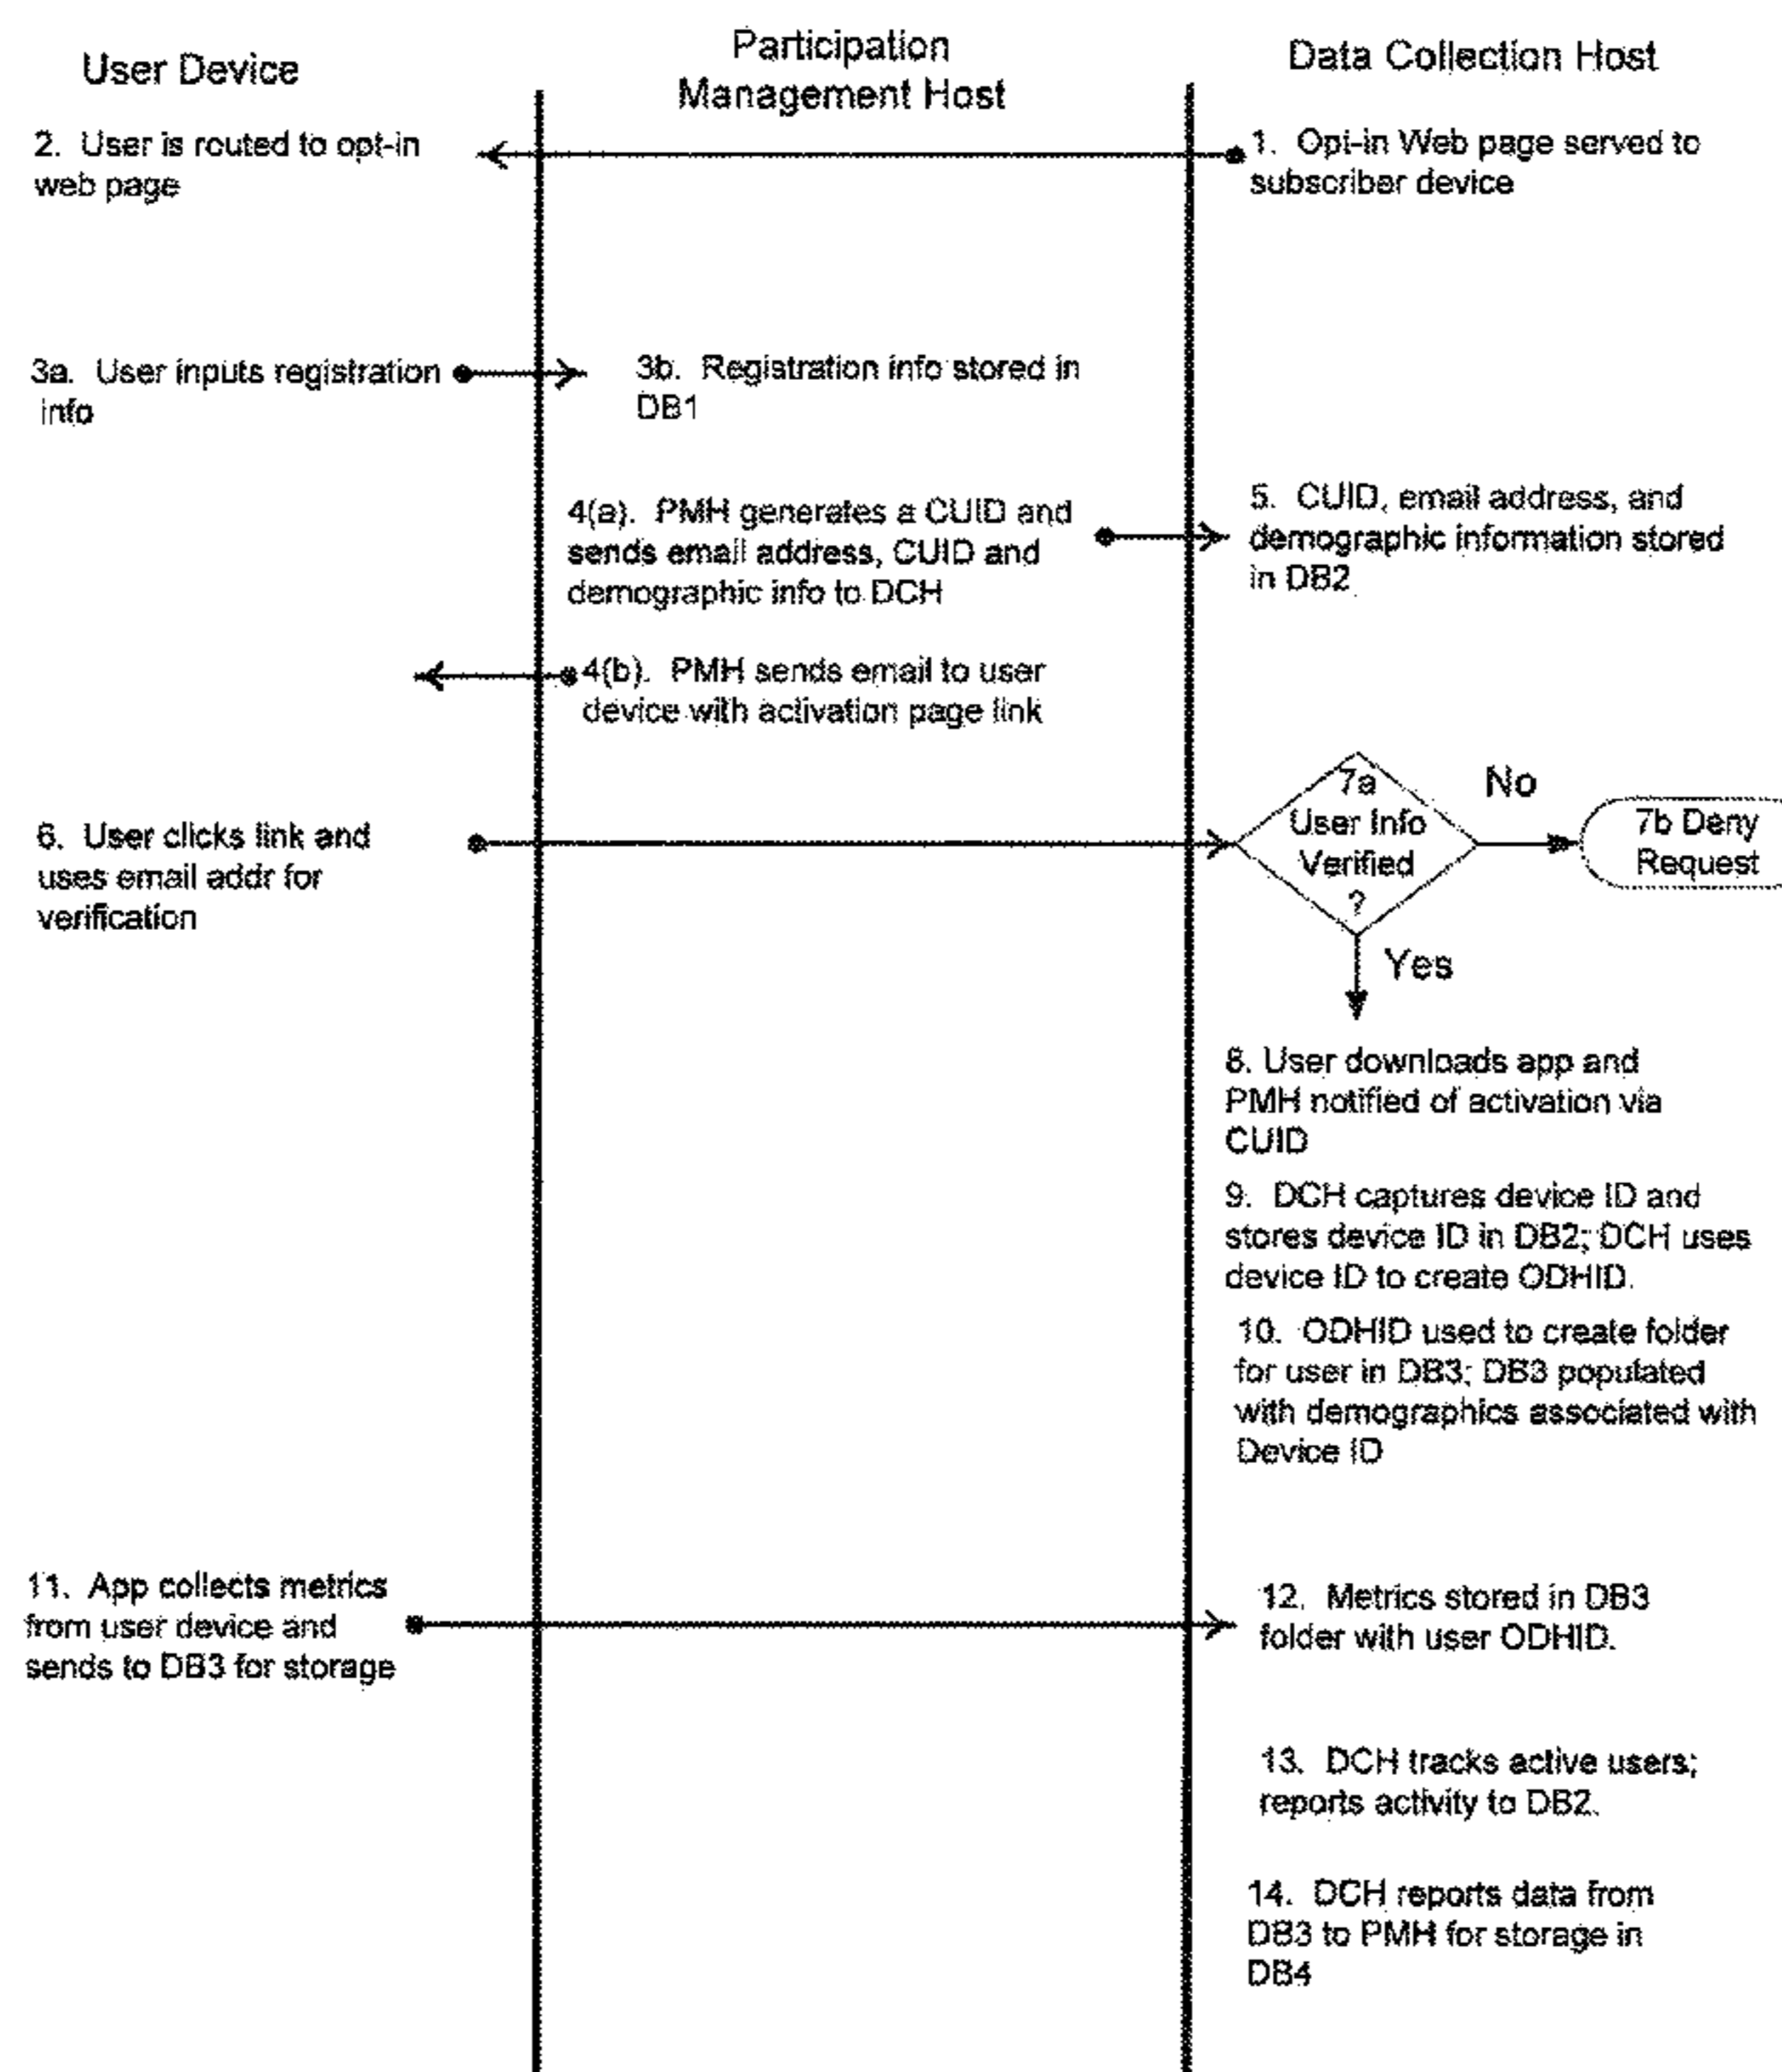 User Device
Participation
Management Host
Data Collection Host
2. User is routed to opt-in
web page
1. Opt-in Web page served to
subscriber device
3a. User inputs registration
info
3b. Registration info stored in
DB1
4(a). PMH generates a CUID and
sends email address, CUID and
demographic info to DCH
5. CUID, email address, and
demographic information stored
in DB2
4(b). PMH sends email to user
device with activation page link
6. User clicks link and
uses email addr for
verification
7a
User Info
Verified
?
No
7b Deny
Request
Yes
8. User downloads app and
PMH notified of activation via
CUID
9. DCH captures device ID and
stores device ID in DB2; DCH uses
device ID to create ODHID.
10. ODHID used to create folder
for user in DB3; DB3 populated
with demographics associated with
Device ID
11. App collects metrics
from user device and
sends to DB3 for storage
12. Metrics stored in DB3
folder with user ODHID.
13. DCH tracks active users;
reports activity to DB2.
14. DCH reports data from
DB3 to PMH for storage in
DB4